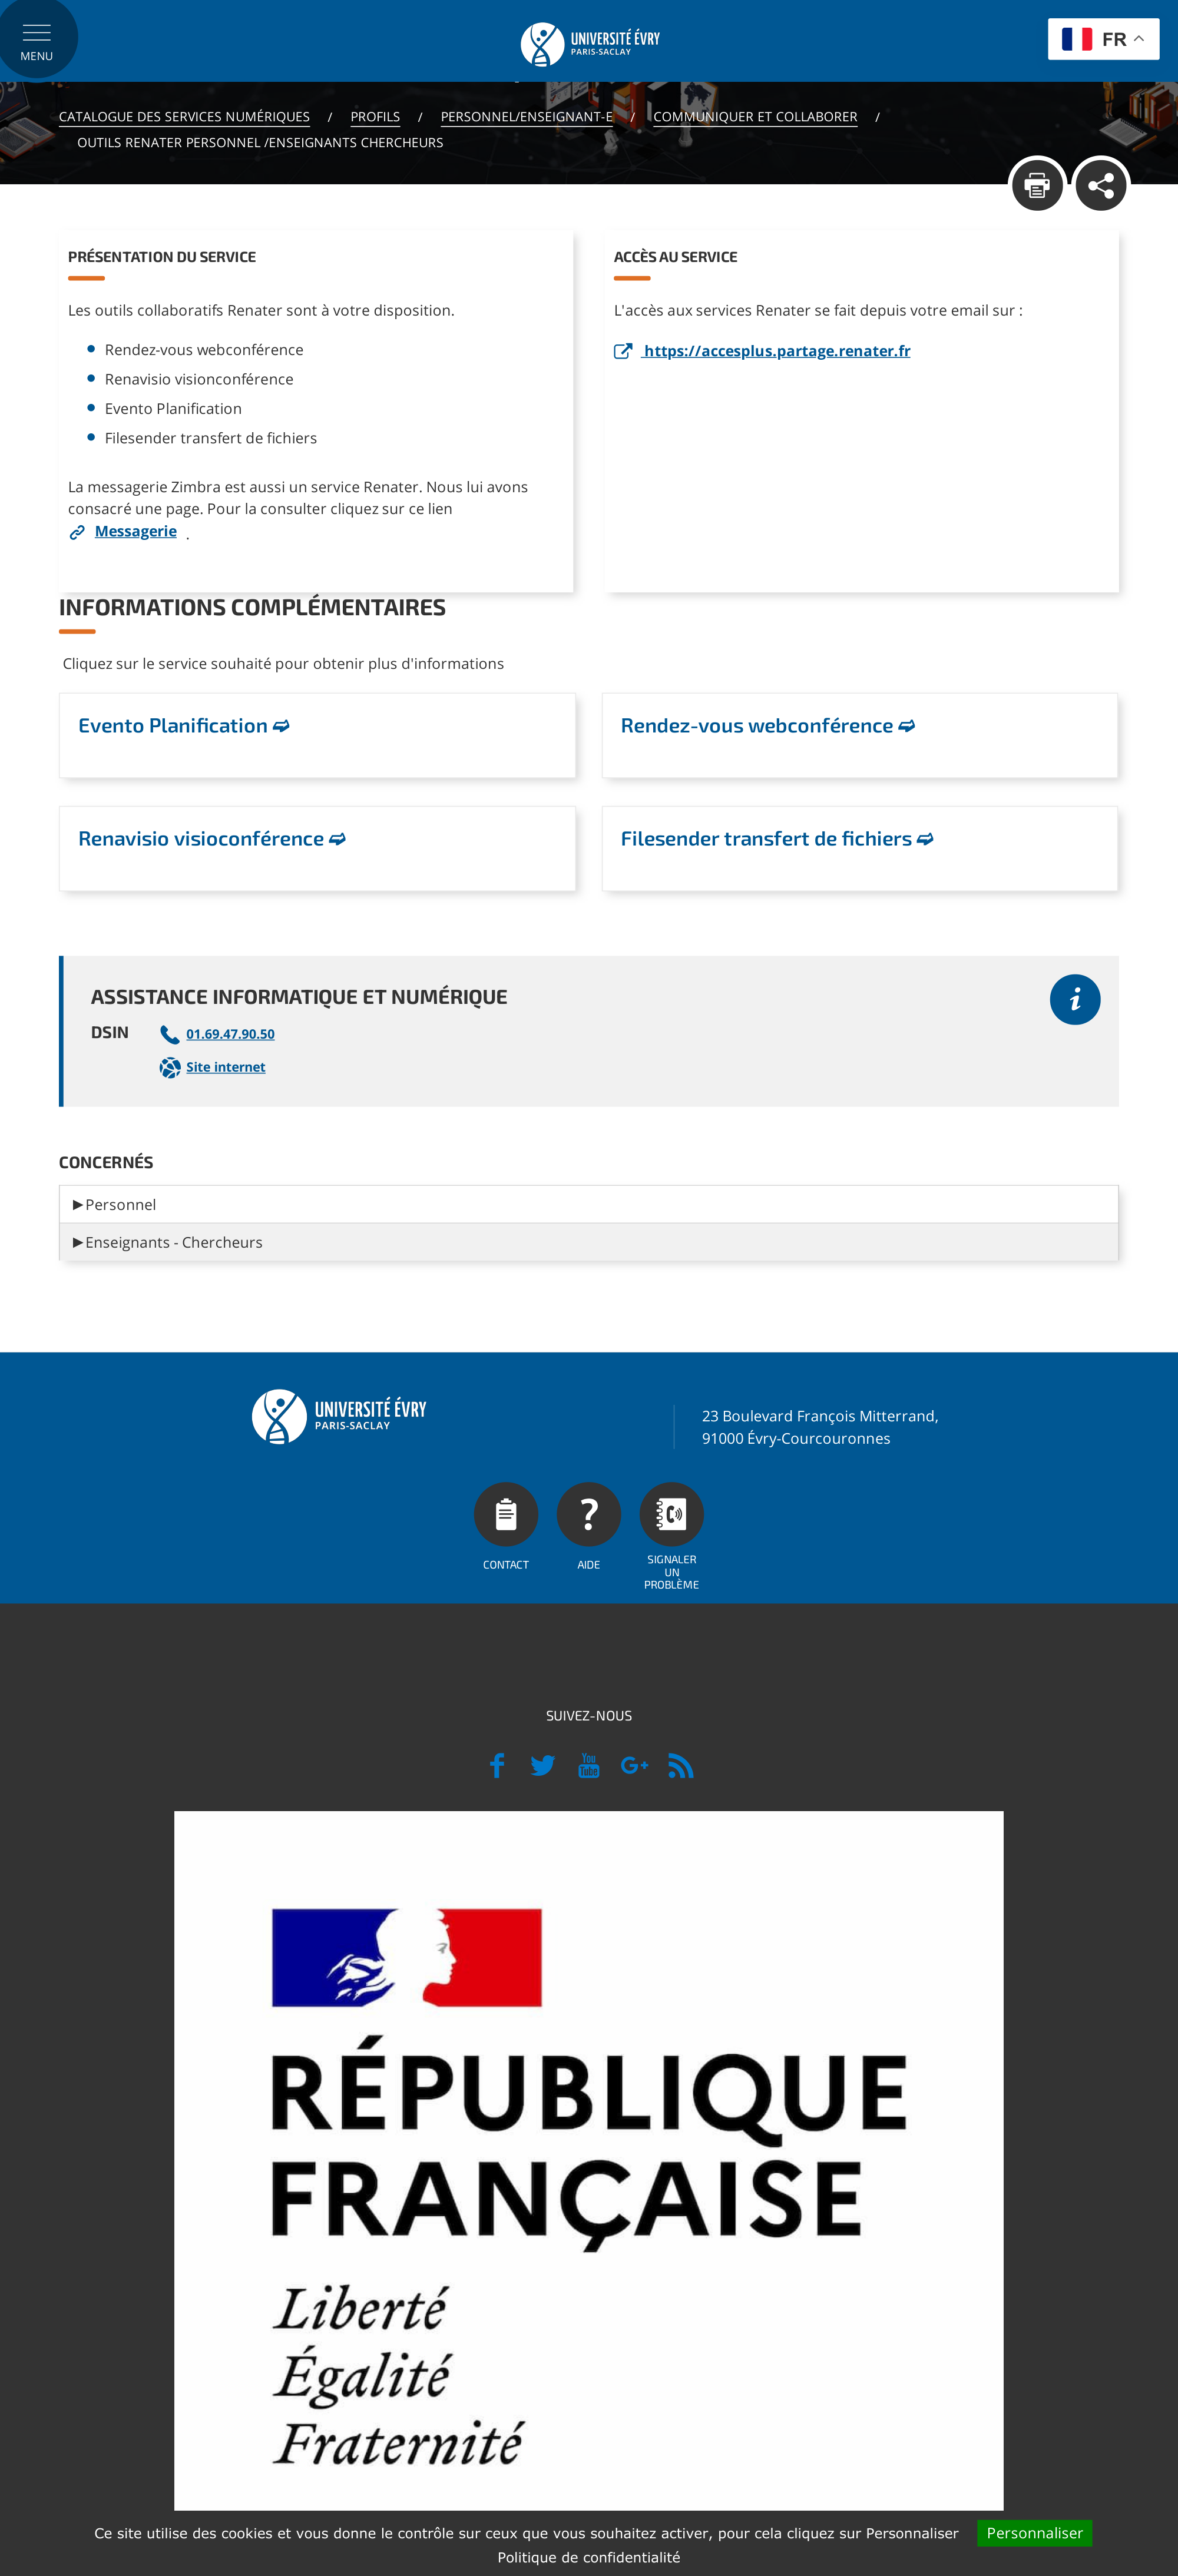 MENU
UNIVERSITÉ ÉVRY
PARIS-SACLAY
FR
CATALOGUE DES SERVICES NUMÉRIQUES / PROFILS / PERSONNEL/ENSEIGNANT-E / COMMUNIQUER ET COLLABORER /
OUTILS RENATER PERSONNEL /ENSEIGNANTS CHERCHEURS
PRÉSENTATION DU SERVICE
Les outils collaboratifs Renater sont à votre disposition.
Rendez-vous webconférence
Renavisio visionconférence
Evento Planification
Filesender transfert de fichiers
La messagerie Zimbra est aussi un service Renater. Nous lui avons
consacré une page. Pour la consulter cliquez sur ce lien
Messagerie .
ACCÈS AU SERVICE
L'accès aux services Renater se fait depuis votre email sur :
https://accesplus.partage.renater.fr
INFORMATIONS COMPLÉMENTAIRES
Cliquez sur le service souhaité pour obtenir plus d'informations
Evento Planification ➫
Rendez-vous webconférence ➫
Renavisio visioconférence ➫
Filesender transfert de fichiers ➫
ASSISTANCE INFORMATIQUE ET NUMÉRIQUE
DSIN
01.69.47.90.50
Site internet
CONCERNÉS
►Personnel
►Enseignants - Chercheurs
UNIVERSITÉ ÉVRY
PARIS-SACLAY
23 Boulevard François Mitterrand,
91000 Évry-Courcouronnes
CONTACT
AIDE
SIGNALER
UN
PROBLÈME
SUIVEZ-NOUS
You
Tube
G+
RÉPUBLIQUE
FRANÇAISE
Liberté
Égalité
Fraternité
Ce site utilise des cookies et vous donne le contrôle sur ceux que vous souhaitez activer, pour cela cliquez sur Personnaliser
Personnaliser
Politique de confidentialité